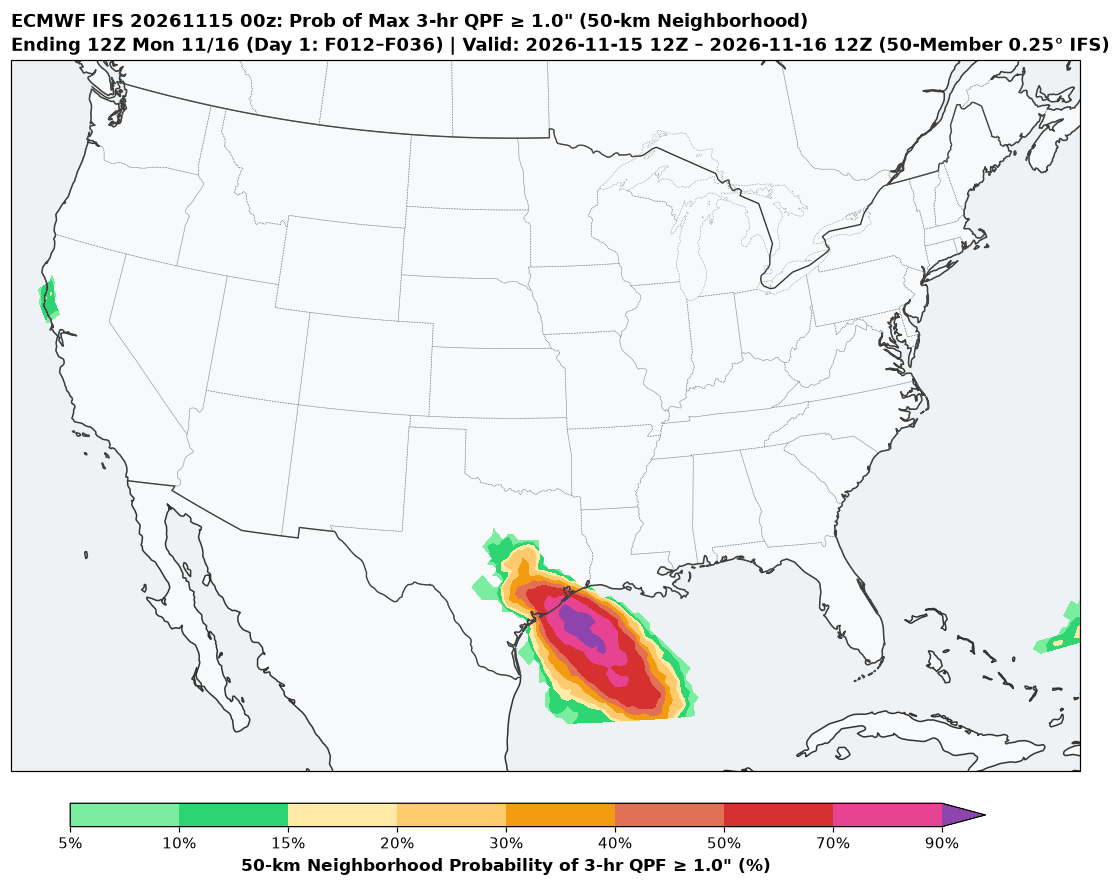 ECMWF IFS 20261115 00z: Prob of Max 3-hr QPF ≥ 1.0" (50-km Neighborhood)
Ending 12Z Mon 11/16 (Day 1: F012–F036) | Valid: 2026-11-15 12Z – 2026-11-16 12Z (50-Member 0.25° IFS)
5% 10% 15% 20% 30% 40% 50% 70% 90%
50-km Neighborhood Probability of 3-hr QPF ≥ 1.0" (%)